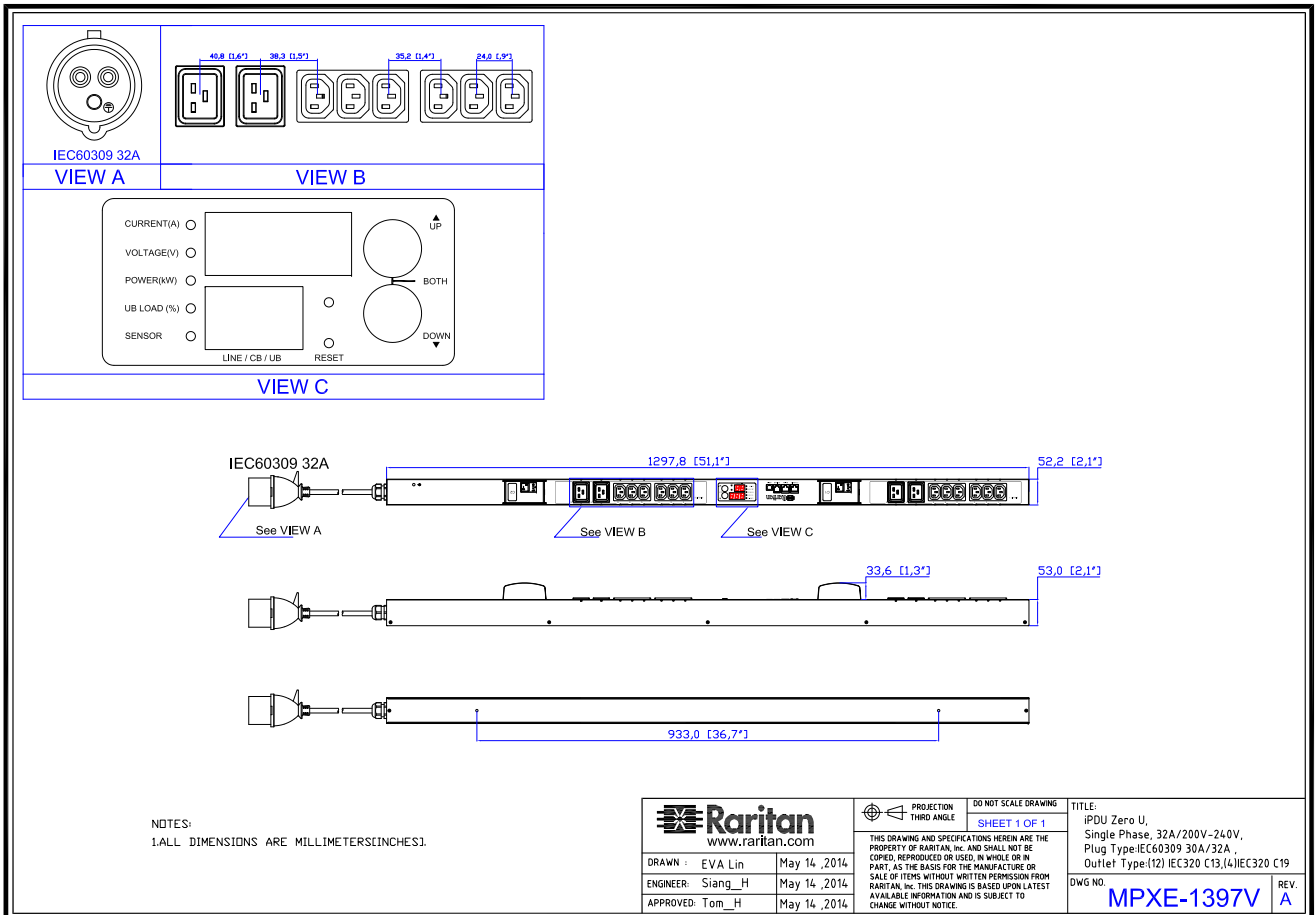 40,8 [1,6"]
38,3 [1,5"]
35,2 [1,4"]
24,0 [,9"]
IEC60309 32A
VIEW A
VIEW B
CURRENT(A)
VOLTAGE(V)
POWER(kW)
UB LOAD (%)
SENSOR
UP
BOTH
DOWN
LINE / CB / UB
RESET
VIEW C
IEC60309 32A
1297,8 [51,1"]
52,2 [2,1"]
Raritan
See VIEW A
See VIEW B
See VIEW C
33,6 [1,3"]
53,0 [2,1"]
933,0 [36,7"]
NOTES:
1.ALL DIMENSIONS ARE MILLIMETERS[INCHES].
Raritan
www.raritan.com
DRAWN : EVA Lin May 14 ,2014
ENGINEER: Siang__H May 14 ,2014
APPROVED: Tom__H May 14 ,2014
PROJECTION
THIRD ANGLE
DO NOT SCALE DRAWING
SHEET 1 OF 1
THIS DRAWING AND SPECIFICATIONS HEREIN ARE THE
PROPERTY OF RARITAN, Inc. AND SHALL NOT BE
COPIED, REPRODUCED OR USED, IN WHOLE OR IN
PART, AS THE BASIS FOR THE MANUFACTURE OR
SALE OF ITEMS WITHOUT WRITTEN PERMISSION FROM
RARITAN, Inc. THIS DRAWING IS BASED UPON LATEST
AVAILABLE INFORMATION AND IS SUBJECT TO
CHANGE WITHOUT NOTICE.
TITLE:
iPDU Zero U,
Single Phase, 32A/200V-240V,
Plug Type:IEC60309 30A/32A ,
Outlet Type:(12) IEC320 C13,(4)IEC320 C19
DWG NO.
MPXE-1397V
REV.
A